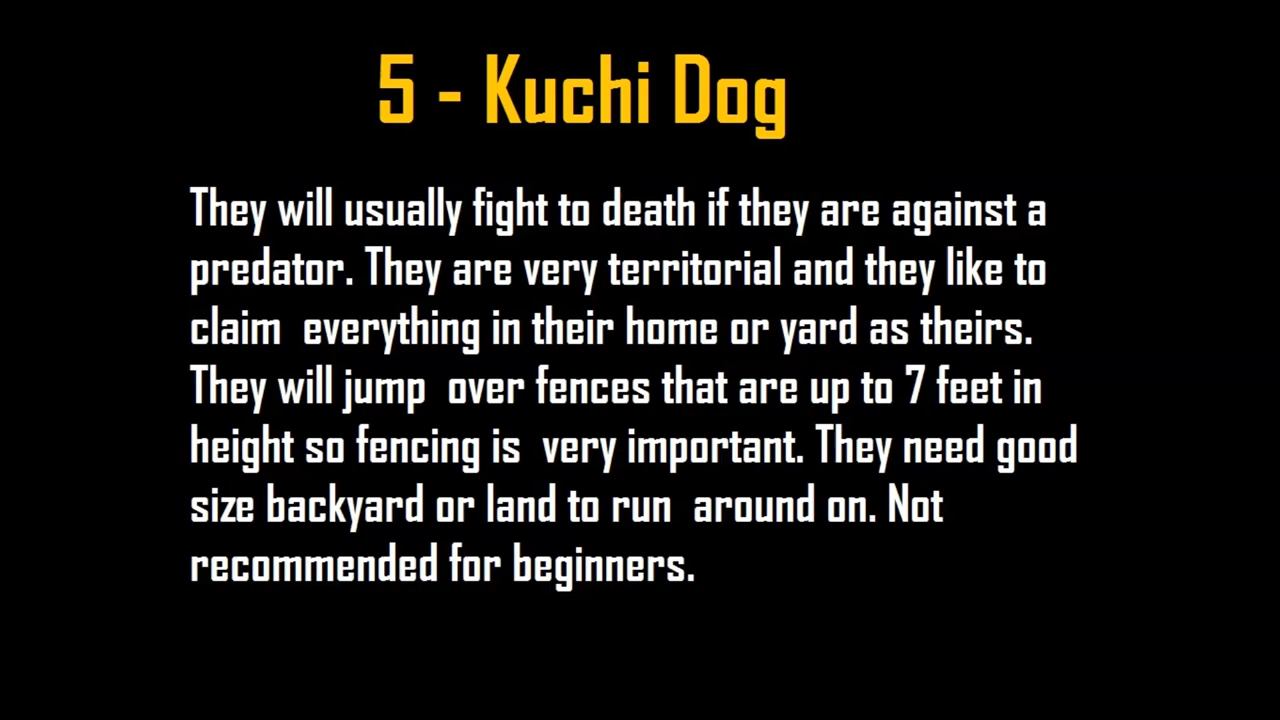 5 - Kuchi Dog
They will usually fight to death if they are against a
predator. They are very territorial and they like to
claim  everything in their home or yard as theirs.
They will jump  over fences that are up to 7 feet in
height so fencing is  very important. They need good
size backyard or land to run  around on. Not
recommended for beginners.